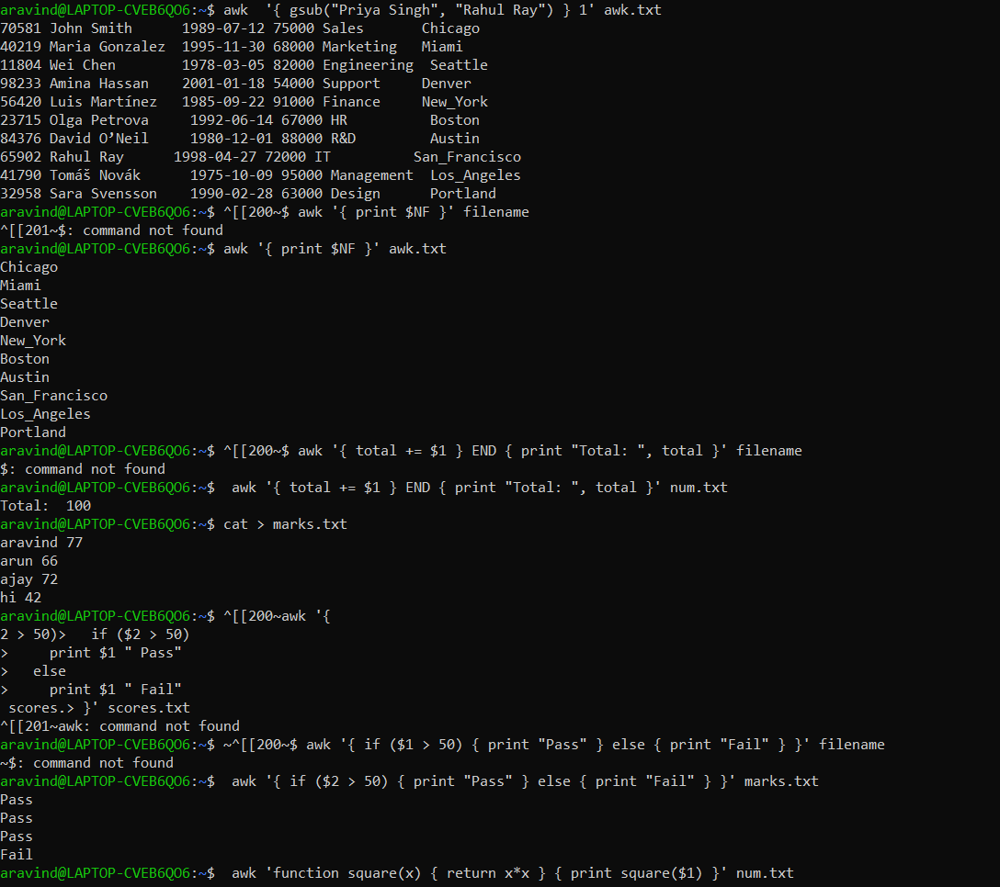 aravind@LAPTOP-CVEB6QO6:~$ awk  '{ gsub("Priya Singh", "Rahul Ray") } 1' awk.txt
70581 John Smith      1989-07-12 75000 Sales       Chicago
40219 Maria Gonzalez  1995-11-30 68000 Marketing   Miami
11804 Wei Chen        1978-03-05 82000 Engineering  Seattle
98233 Amina Hassan    2001-01-18 54000 Support     Denver
56420 Luis Martínez   1985-09-22 91000 Finance     New_York
23715 Olga Petrova     1992-06-14 67000 HR          Boston
84376 David O’Neil     1980-12-01 88000 R&D         Austin
65902 Rahul Ray      1998-04-27 72000 IT          San_Francisco
41790 Tomáš Novák      1975-10-09 95000 Management  Los_Angeles
32958 Sara Svensson    1990-02-28 63000 Design      Portland
aravind@LAPTOP-CVEB6QO6:~$ ^[[200~$ awk '{ print $NF }' filename
^[[201~$: command not found
aravind@LAPTOP-CVEB6QO6:~$ awk '{ print $NF }' awk.txt
Chicago
Miami
Seattle
Denver
New_York
Boston
Austin
San_Francisco
Los_Angeles
Portland
aravind@LAPTOP-CVEB6QO6:~$ ^[[200~$ awk '{ total += $1 } END { print "Total: ", total }' filename
$: command not found
aravind@LAPTOP-CVEB6QO6:~$  awk '{ total += $1 } END { print "Total: ", total }' num.txt
Total:  100
aravind@LAPTOP-CVEB6QO6:~$ cat > marks.txt
aravind 77
arun 66
ajay 72
hi 42
aravind@LAPTOP-CVEB6QO6:~$ ^[[200~awk '{
2 > 50)>   if ($2 > 50)
>     print $1 " Pass"
>   else
>     print $1 " Fail"
 scores.> }' scores.txt
^[[201~awk: command not found
aravind@LAPTOP-CVEB6QO6:~$ ~^[[200~$ awk '{ if ($1 > 50) { print "Pass" } else { print "Fail" } }' filename
~$: command not found
aravind@LAPTOP-CVEB6QO6:~$  awk '{ if ($2 > 50) { print "Pass" } else { print "Fail" } }' marks.txt
Pass
Pass
Pass
Fail
aravind@LAPTOP-CVEB6QO6:~$  awk 'function square(x) { return x*x } { print square($1) }' num.txt